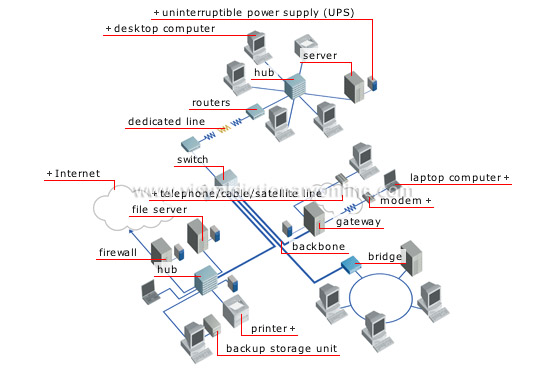 + uninterruptible power supply (UPS)
+ desktop computer
server
hub
routers
dedicated line
switch
+ Internet
+ telephone/cable/satellite line
laptop computer +
modem +
file server
gateway
firewall
backbone
bridge
hub
printer +
backup storage unit